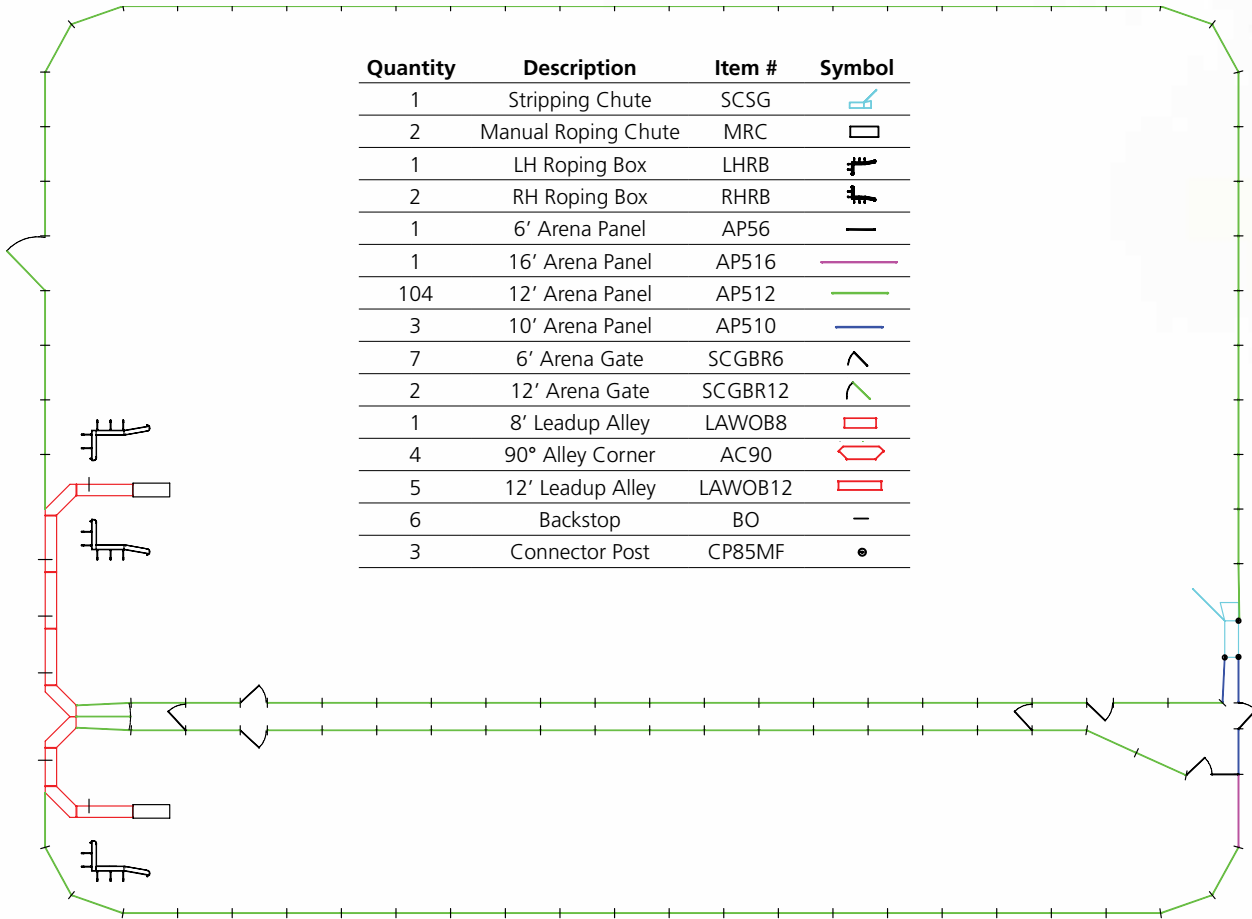 Quantity Description Item # Symbol
1 Stripping Chute SCSG
2 Manual Roping Chute MRC
1 LH Roping Box LHRB
2 RH Roping Box RHRB
1 6’ Arena Panel AP56
1 16’ Arena Panel AP516
104 12’ Arena Panel AP512
3 10’ Arena Panel AP510
7 6’ Arena Gate SCGBR6
2 12’ Arena Gate SCGBR12
1 8’ Leadup Alley LAWOB8
4 90° Alley Corner AC90
5 12’ Leadup Alley LAWOB12
6 Backstop BO
3 Connector Post CP85MF